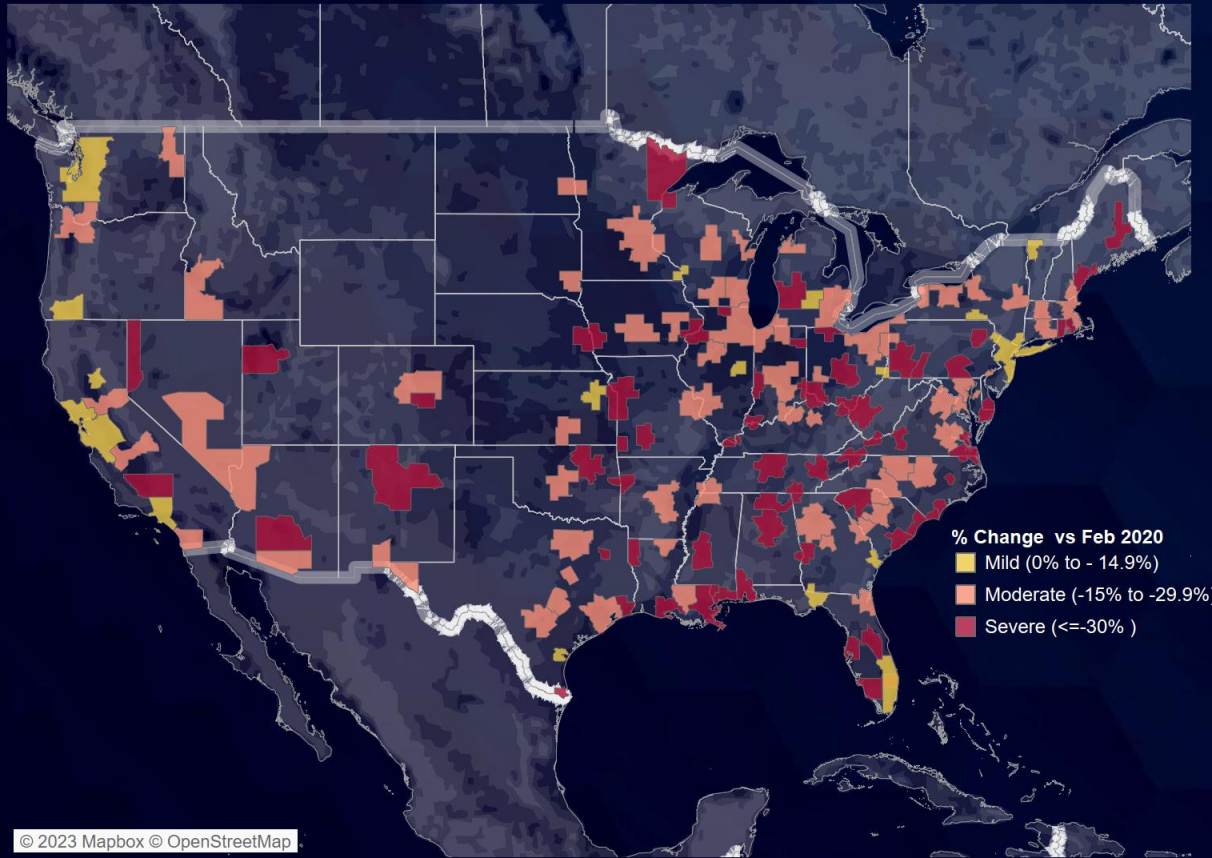 % Change vs Feb 2020
Mild (0% to - 14.9%)
Moderate (-15% to -29.9%)
Severe (<=-30% )
© 2023 Mapbox © OpenStreetMap